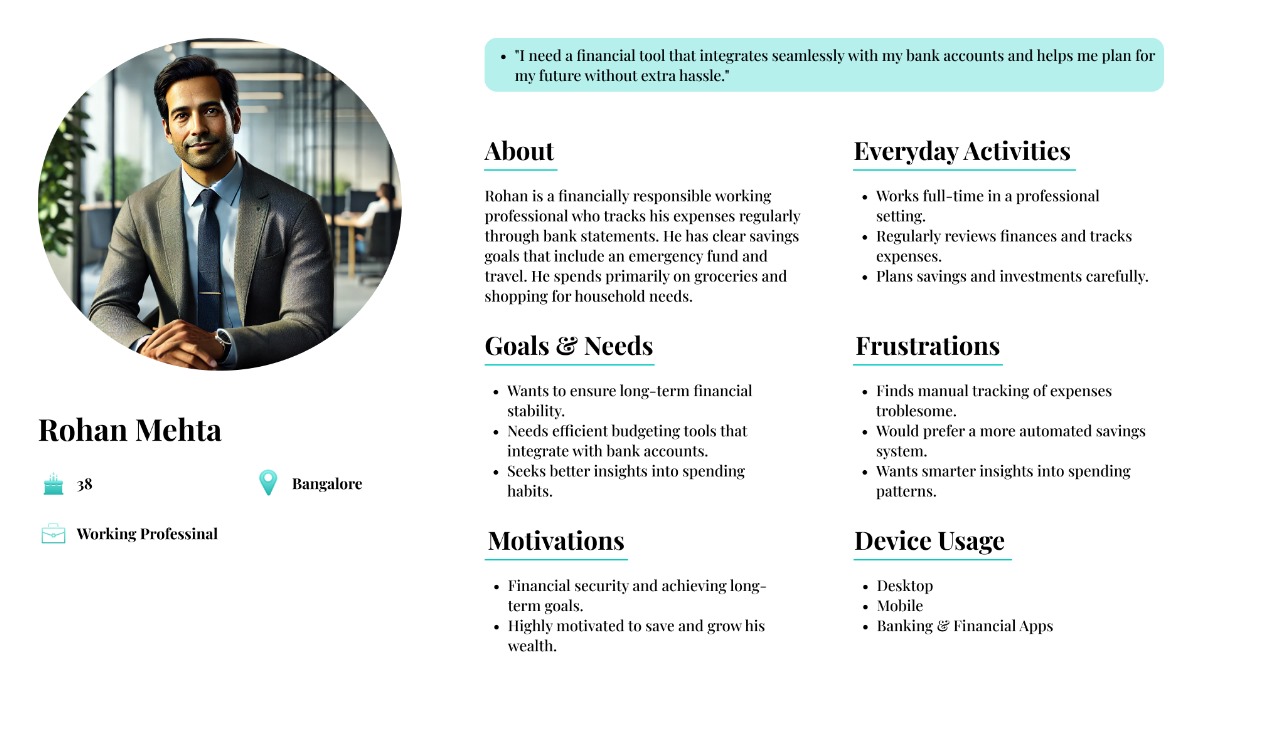 • "I need a financial tool that integrates seamlessly with my bank accounts and helps me plan for
my future without extra hassle."
Rohan Mehta
38
Bangalore
Working Professinal
About
Rohan is a financially responsible working
professional who tracks his expenses regularly
through bank statements. He has clear savings
goals that include an emergency fund and
travel. He spends primarily on groceries and
shopping for household needs.
Everyday Activities
• Works full-time in a professional
setting.
• Regularly reviews finances and tracks
expenses.
• Plans savings and investments carefully.
Goals & Needs
• Wants to ensure long-term financial
stability.
• Needs efficient budgeting tools that
integrate with bank accounts.
• Seeks better insights into spending
habits.
Frustrations
• Finds manual tracking of expenses
troblesome.
• Would prefer a more automated savings
system.
• Wants smarter insights into spending
patterns.
Motivations
• Financial security and achieving long-
term goals.
• Highly motivated to save and grow his
wealth.
Device Usage
• Desktop
• Mobile
• Banking & Financial Apps